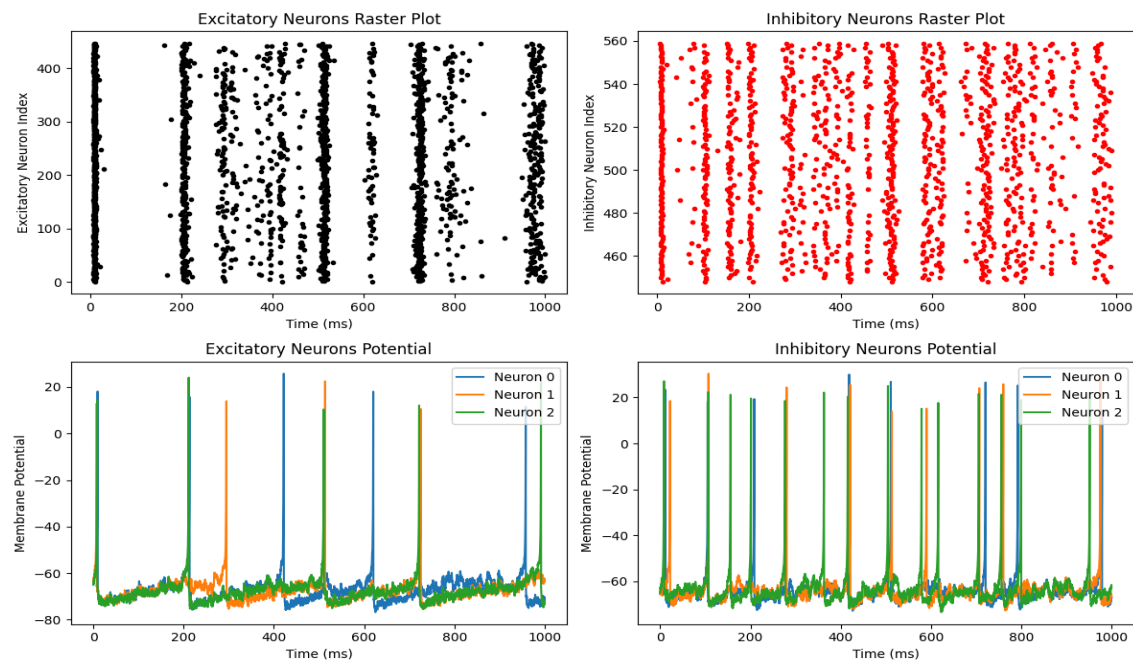 Excitatory Neurons Raster Plot
Excitatory Neuron Index
400
300
200
100
0
0 200 400 600 800 1000
Time (ms)
Inhibitory Neurons Raster Plot
Inhibitory Neuron Index
560
540
520
500
480
460
0 200 400 600 800 1000
Time (ms)
Excitatory Neurons Potential
Membrane Potential
20
0
−20
−40
−60
−80
Neuron 0
Neuron 1
Neuron 2
0 200 400 600 800 1000
Time (ms)
Inhibitory Neurons Potential
Membrane Potential
20
0
−20
−40
−60
Neuron 0
Neuron 1
Neuron 2
0 200 400 600 800 1000
Time (ms)